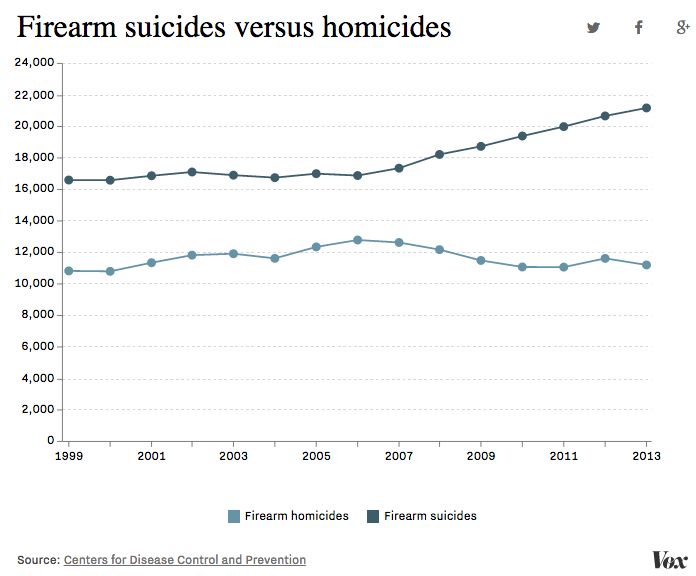 Firearm suicides versus homicides
g+
24,000
22,000
20,000
18,000
16,000
14,000
12,000
10,000
8,000
6,000
4,000
2,000
0
1999 2001 2003 2005 2007 2009 2011 2013
Firearm homicides Firearm suicides
Source: Centers for Disease Control and Prevention
Vox